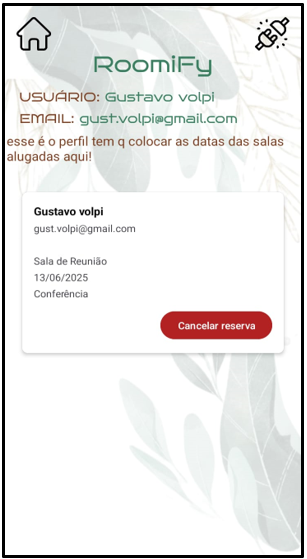 RoomiFy
USUÁRIO: Gustavo volpi
EMAIL: gust.volpi@gmail.com
esse é o perfil tem q colocar as datas das salas
alugadas aqui!
Gustavo volpi
gust.volpi@gmail.com
Sala de Reunião
13/06/2025
Conferência
Cancelar reserva